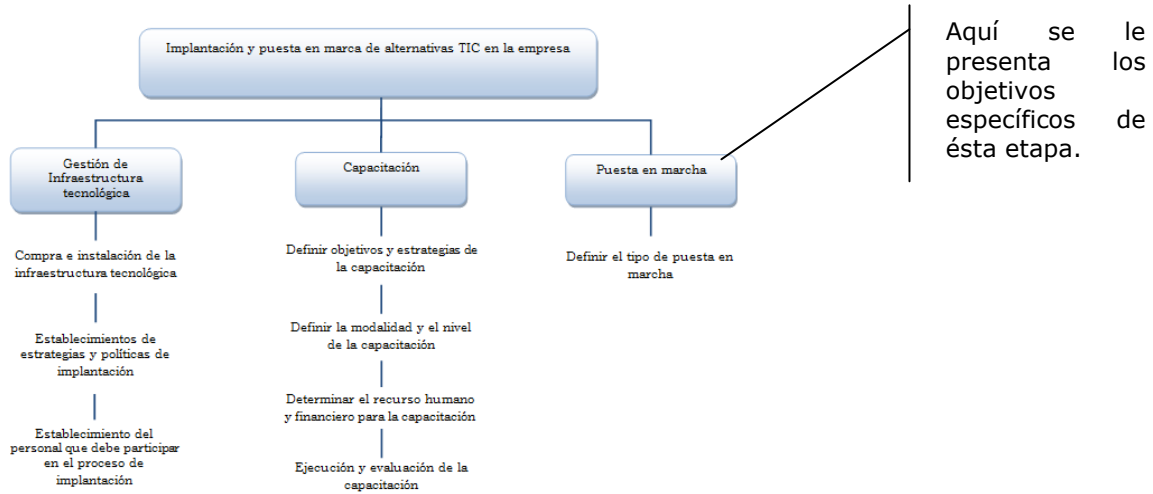 Implantación y puesta en marca de alternativas TIC en la empresa
Gestión de
Infraestructura
tecnológica
Compra e instalación de la
infraestructura tecnológica
Establecimientos de
estrategias y políticas de
implantación
Establecimiento del
personal que debe participar
en el proceso de
implantación
Capacitación
Definir objetivos y estrategias de
la capacitación
Definir la modalidad y el nivel
de la capacitación
Determinar el recurso humano
y financiero para la capacitación
Ejecución y evaluación de la
capacitación
Puesta en marcha
Definir el tipo de puesta en
marcha
Aquí se le
presenta los
objetivos
específicos de
ésta etapa.